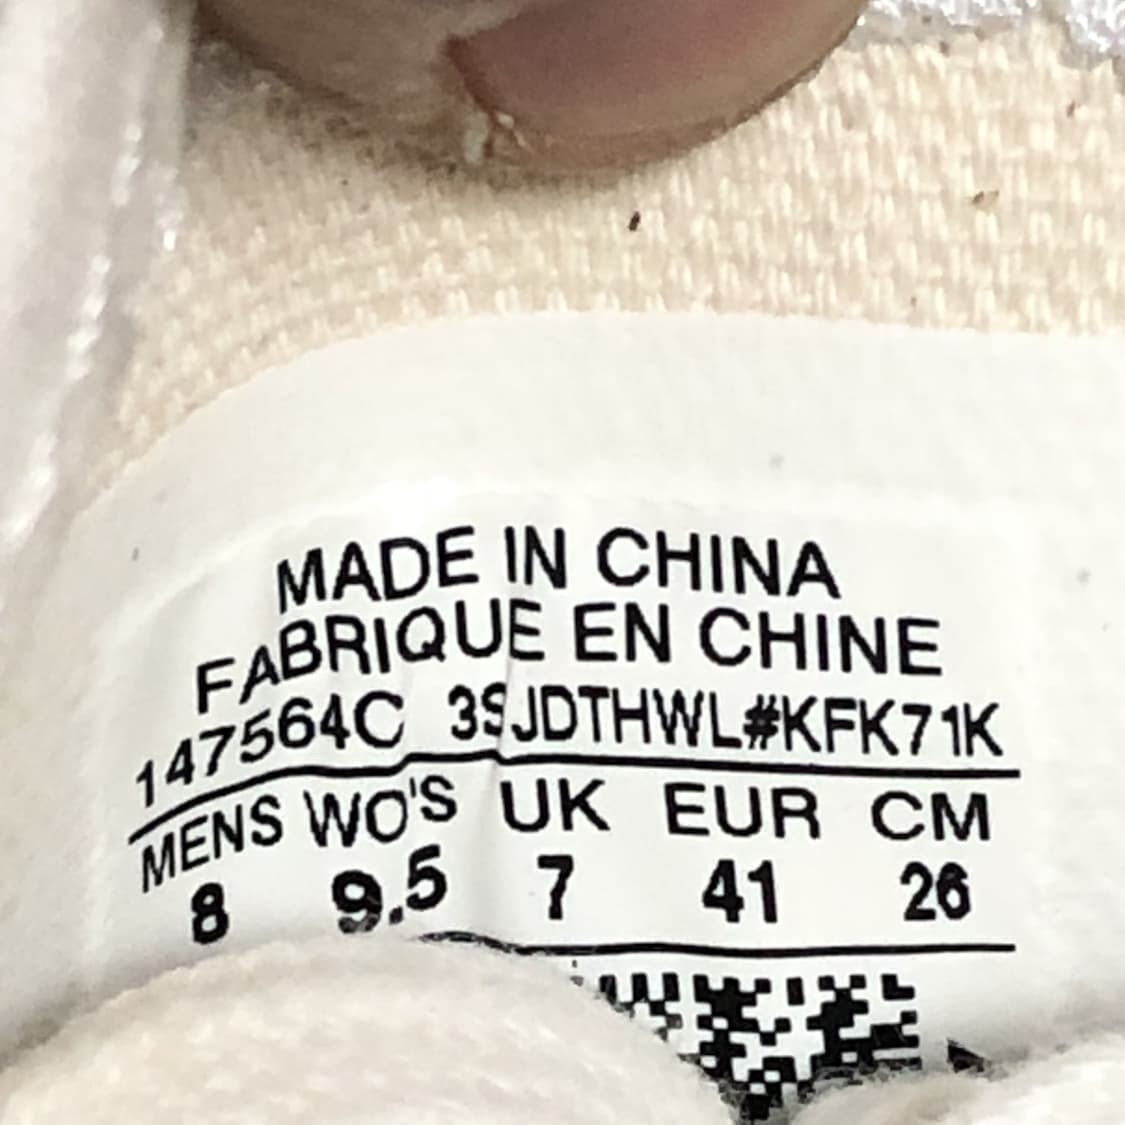 MADE IN CHINA
FABRIQUE EN CHINE
147564C 3SJDTHWL#KFK71K
MENS WO'S UK EUR CM
8 9.5 7 41 26